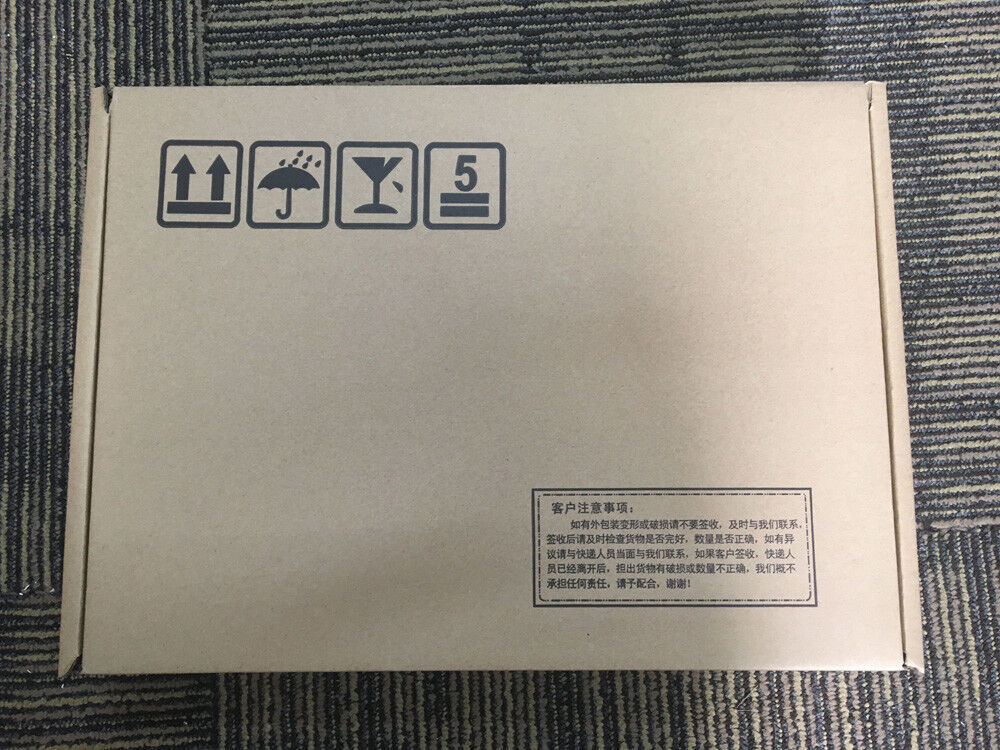 5
客户注意事项：
如有外包装变形或破损请不要签收，及时与我们联系，
签收后请及时检查货物是否完好，数量是否正确，如有异
议请与快递人员当面与我们联系，如果客户签收，快递人
员已经离开后，担出货物有破损或数量不正确，我们概不
承担任何责任，请予配合，谢谢！